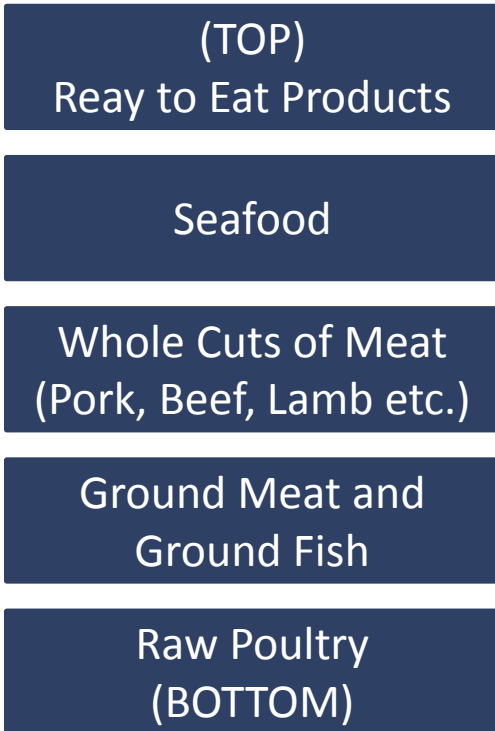 (TOP)
Reay to Eat Products
Seafood
Whole Cuts of Meat
(Pork, Beef, Lamb etc.)
Ground Meat and
Ground Fish
Raw Poultry
(BOTTOM)